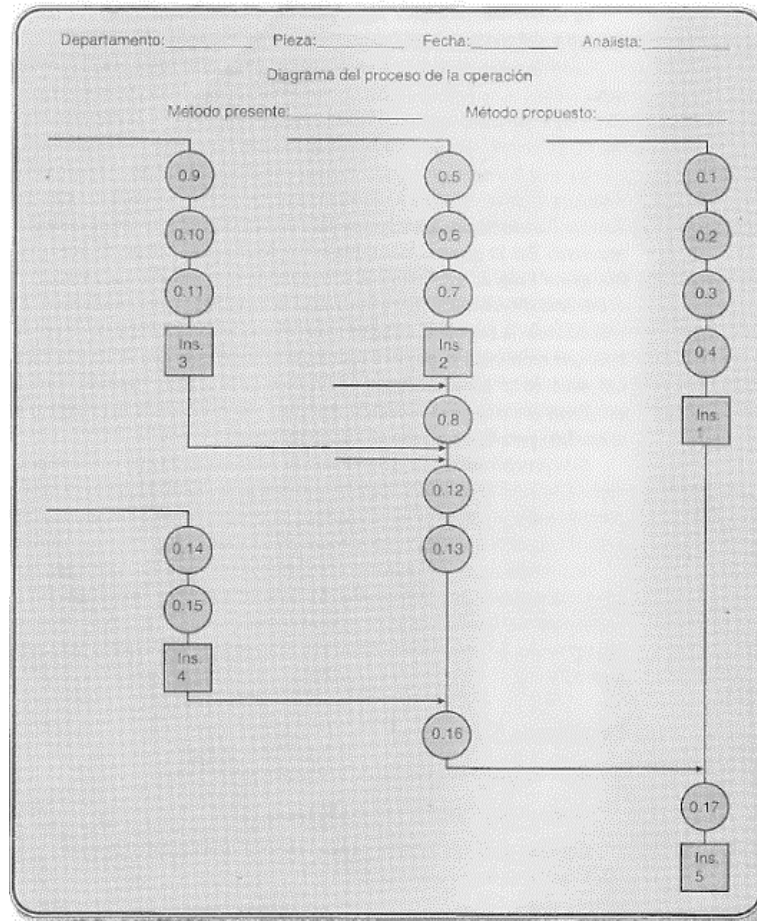 Departamento: Pieza: Fecha: Analista:
Diagrama del proceso de la operación
Método presente: Método propuesto:
0.9 0.5 0.1
0.10 0.6 0.2
0.11 0.7 0.3
Ins. 3 Ins. 2 0.4
0.8 Ins. 1
0.12
0.14 0.13
0.15
Ins. 4
0.16
0.17
Ins. 5